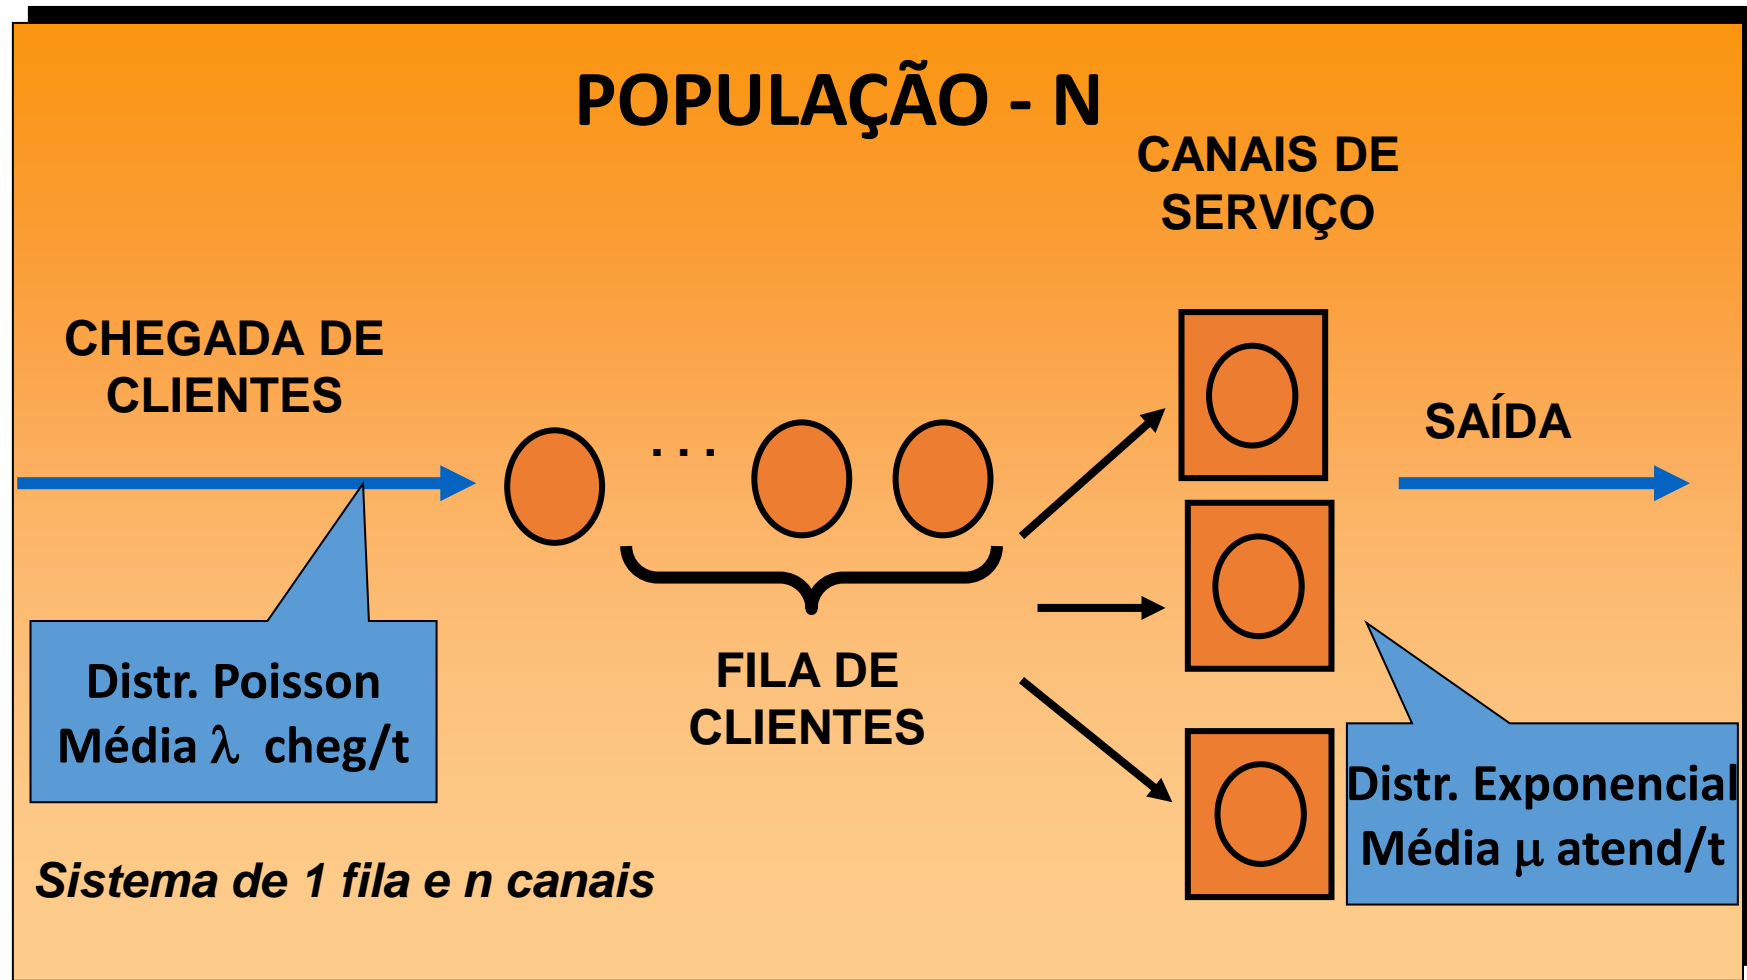 POPULAÇÃO - N
CANAIS DE
SERVIÇO
CHEGADA DE
CLIENTES
. . .
SAÍDA
FILA DE
CLIENTES
Distr. Poisson
Média λ cheg/t
Distr. Exponencial
Média μ atend/t
Sistema de 1 fila e n canais